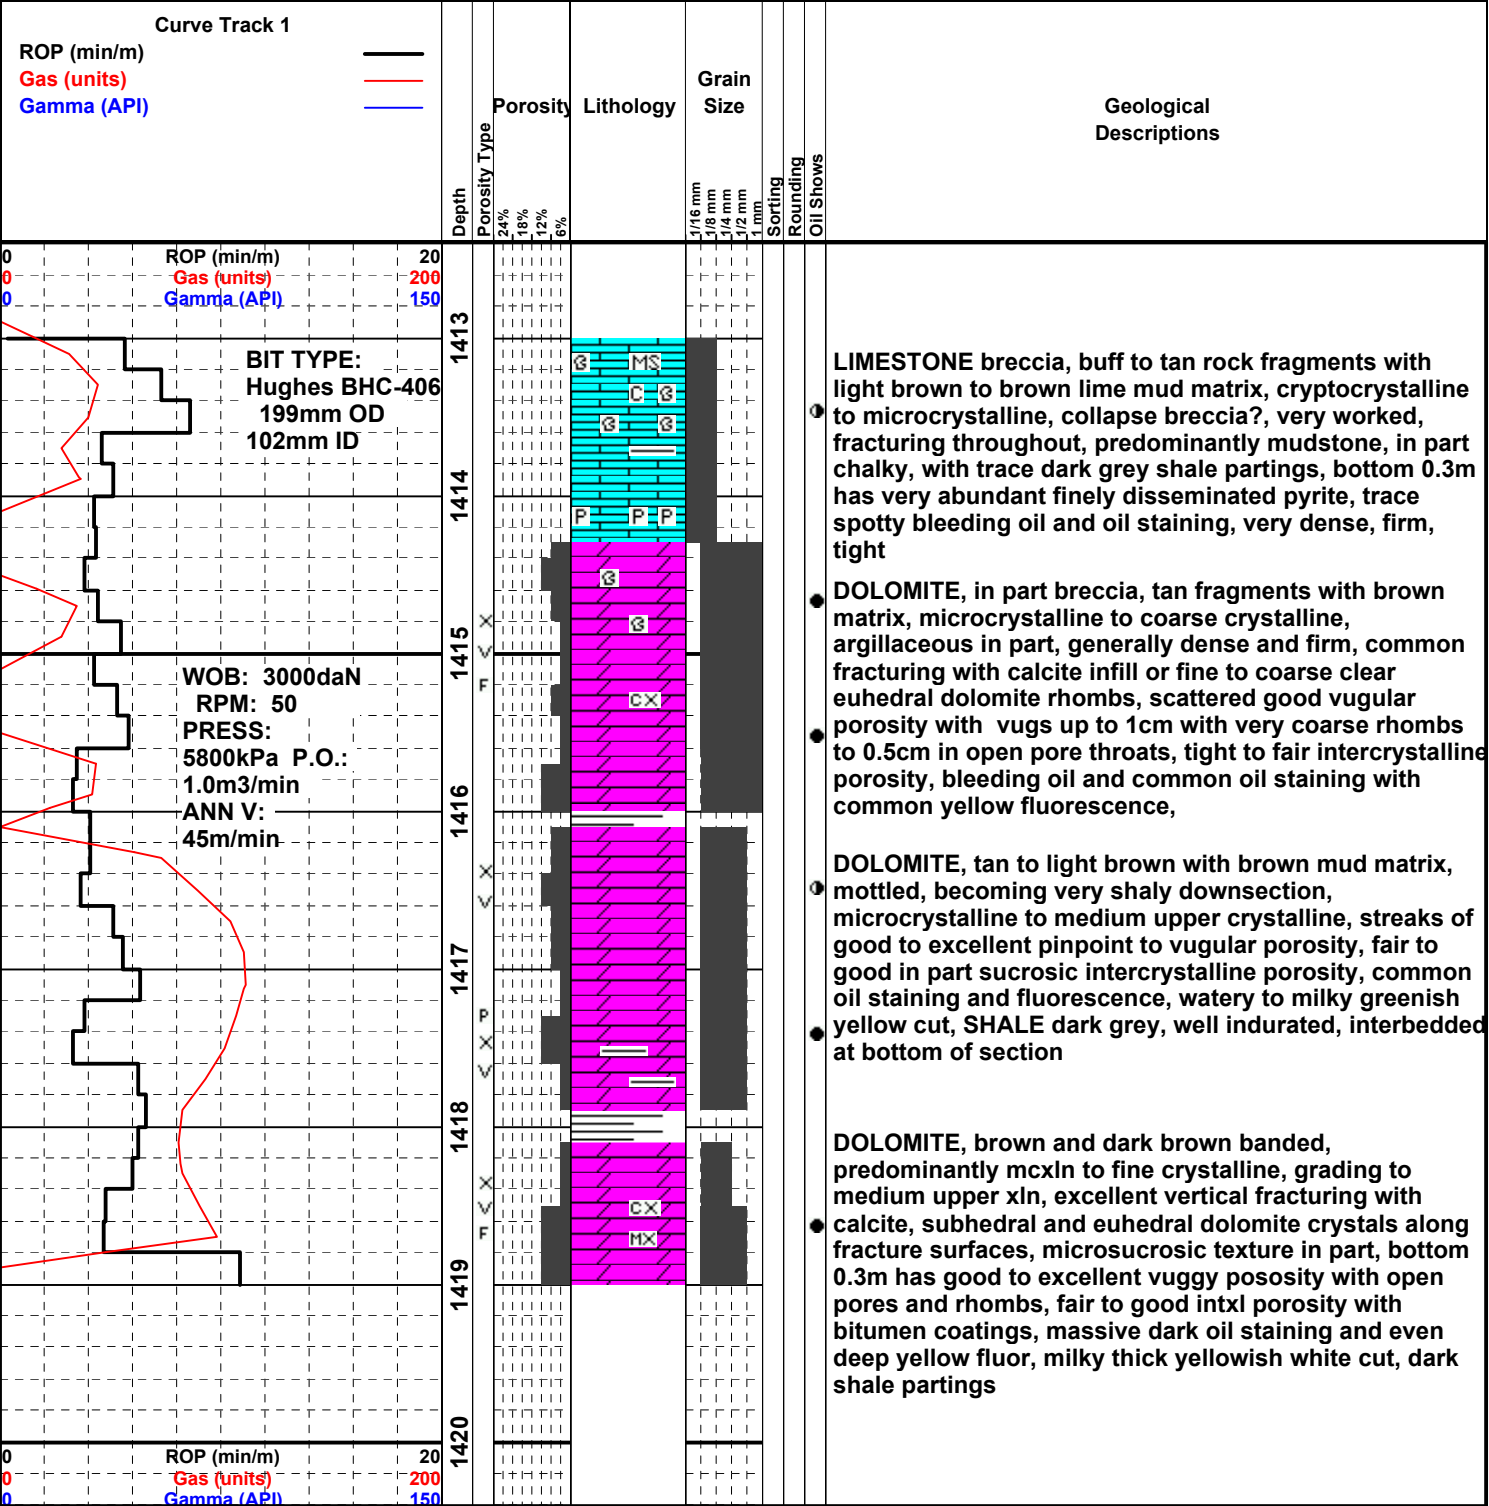 Curve Track 1
ROP (min/m)
Gas (units)
Gamma (API)
Depth
Porosity Type
Porosity
24%
18%
12%
6%
Lithology
Grain
Size
1/16 mm
1/8 mm
1/4 mm
1/2 mm
1 mm
Sorting
Rounding
Oil Shows
Geological
Descriptions
0 ROP (min/m) 20
0 Gas (units) 200
0 Gamma (API) 150
1413
BIT TYPE:
Hughes BHC-406
199mm OD
102mm ID
G MS
C G
G G
LIMESTONE breccia, buff to tan rock fragments with
light brown to brown lime mud matrix, cryptocrystalline
to microcrystalline, collapse breccia?, very worked,
fracturing throughout, predominantly mudstone, in part
chalky, with trace dark grey shale partings, bottom 0.3m
has very abundant finely disseminated pyrite, trace
spotty bleeding oil and oil staining, very dense, firm,
tight
1414
P P P
G
G
X
V
F
DOLOMITE, in part breccia, tan fragments with brown
matrix, microcrystalline to coarse crystalline,
argillaceous in part, generally dense and firm, common
fracturing with calcite infill or fine to coarse clear
euhedral dolomite rhombs, scattered good vugular
porosity with  vugs up to 1cm with very coarse rhombs
to 0.5cm in open pore throats, tight to fair intercrystalline
porosity, bleeding oil and common oil staining with
common yellow fluorescence,
1415
WOB:  3000daN
RPM:  50
PRESS:
5800kPa  P.O.:
1.0m3/min
ANN V:
45m/min
CX
1416
X
V
DOLOMITE, tan to light brown with brown mud matrix,
mottled, becoming very shaly downsection,
microcrystalline to medium upper crystalline, streaks of
good to excellent pinpoint to vugular porosity, fair to
good in part sucrosic intercrystalline porosity, common
oil staining and fluorescence, watery to milky greenish
yellow cut, SHALE dark grey, well indurated, interbedded
at bottom of section
1417
P
X
V
1418
X
V
F
CX
MX
DOLOMITE, brown and dark brown banded,
predominantly mcxln to fine crystalline, grading to
medium upper xln, excellent vertical fracturing with
calcite, subhedral and euhedral dolomite crystals along
fracture surfaces, microsucrosic texture in part, bottom
0.3m has good to excellent vuggy pososity with open
pores and rhombs, fair to good intxl porosity with
bitumen coatings, massive dark oil staining and even
deep yellow fluor, milky thick yellowish white cut, dark
shale partings
1419
1420
0 ROP (min/m) 20
0 Gas (units) 200
0 Gamma (API) 150